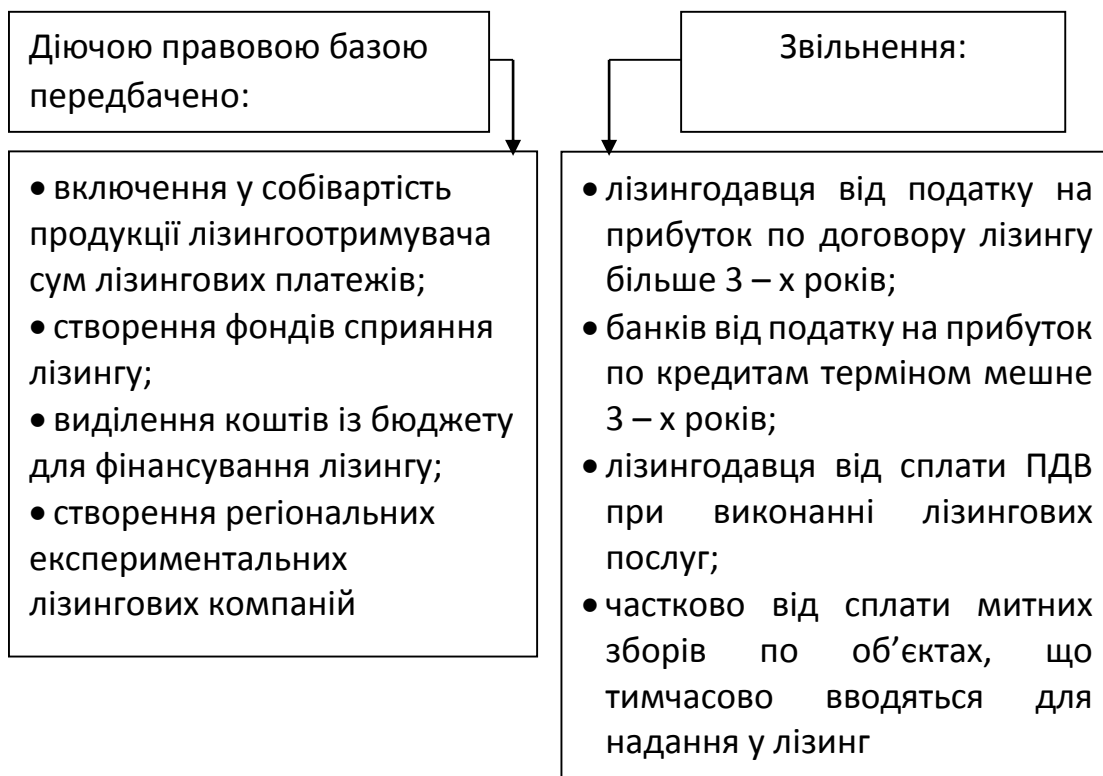 Діючою правовою базою
передбачено:
• включення у собівартість
продукції лізингоотримувача
сум лізингових платежів;
• створення фондів сприяння
лізингу;
• виділення коштів із бюджету
для фінансування лізингу;
• створення регіональних
експериментальних
лізингових компаній
Звільнення:
• лізингодавця від податку на
прибуток по договору лізингу
більше 3 – х років;
• банків від податку на прибуток
по кредитам терміном мешне
3 – х років;
• лізингодавця від сплати ПДВ
при виконанні лізингових
послуг;
• частково від сплати митних
зборів по об’єктах, що
тимчасово вводяться для
надання у лізинг